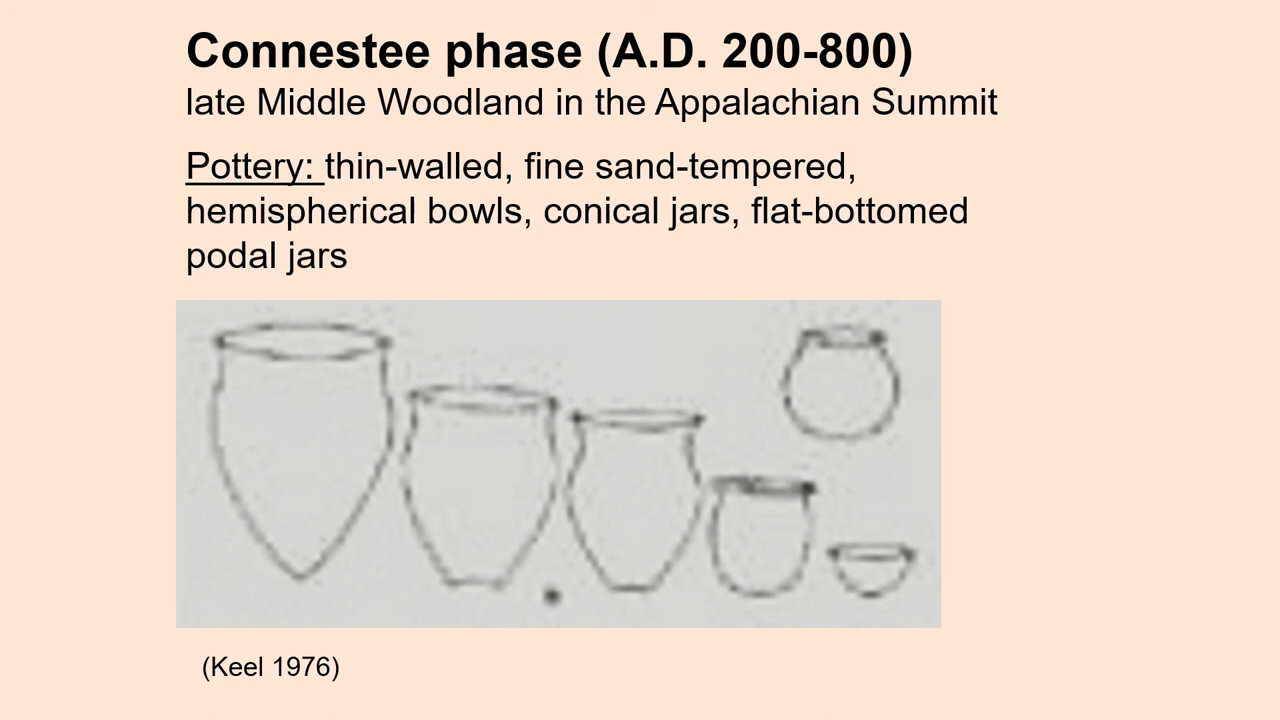 Connestee phase (A.D. 200-800)
late Middle Woodland in the Appalachian Summit
Pottery: thin-walled, fine sand-tempered,
hemispherical bowls, conical jars, flat-bottomed
podal jars
(Keel 1976)